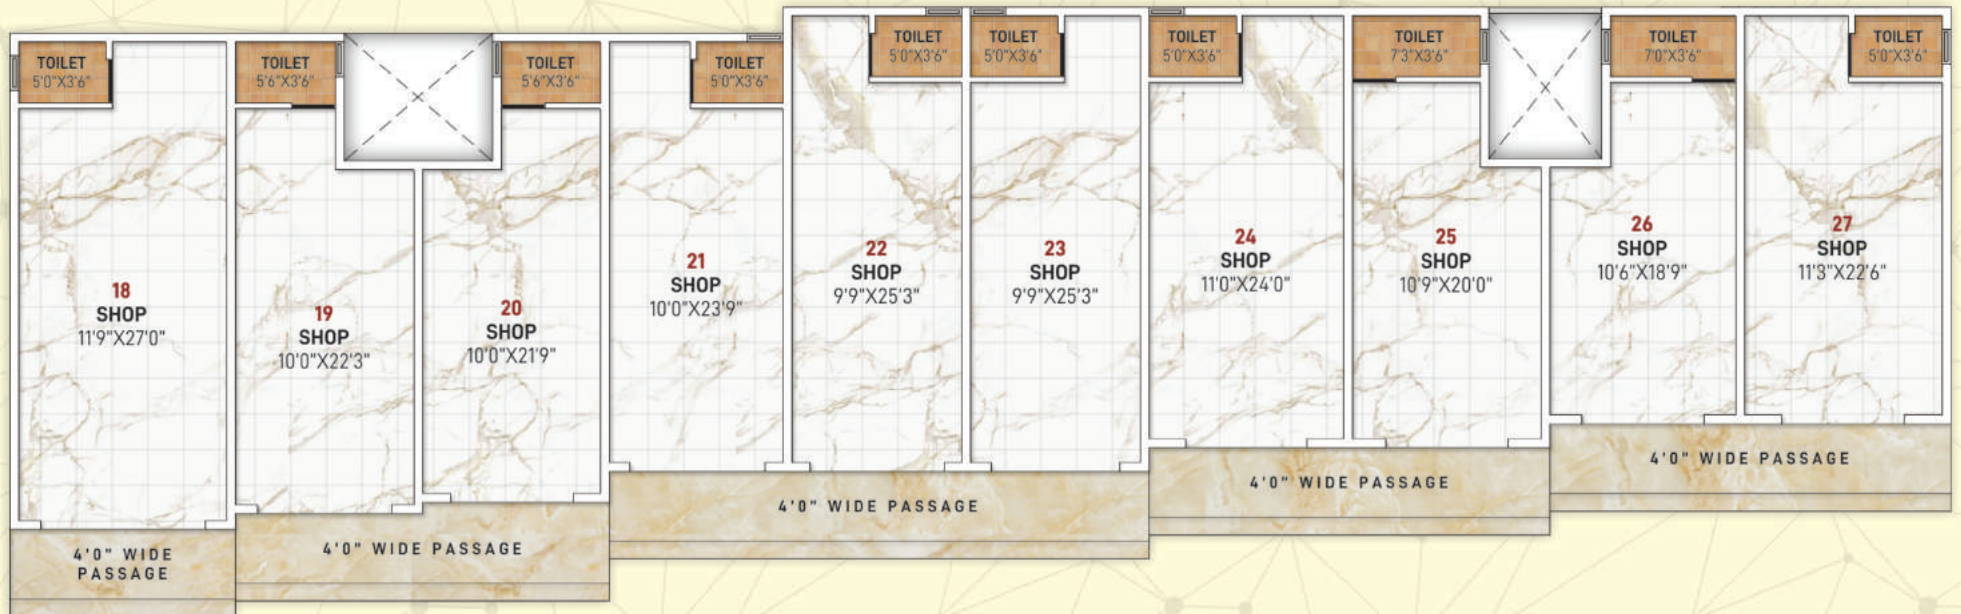 TOILET
5'0"X3'6"
TOILET
5'6"X3'6"
TOILET
5'6"X3'6"
TOILET
5'0"X3'6"
TOILET
5'0"X3'6"
TOILET
5'0"X3'6"
TOILET
5'0"X3'6"
TOILET
7'3"X3'6"
TOILET
7'0"X3'6"
TOILET
5'0"X3'6"
18
SHOP
11'9"X27'0"
19
SHOP
10'0"X22'3"
20
SHOP
10'0"X21'9"
21
SHOP
10'0"X23'9"
22
SHOP
9'9"X25'3"
23
SHOP
9'9"X25'3"
24
SHOP
11'0"X24'0"
25
SHOP
10'9"X20'0"
26
SHOP
10'6"X18'9"
27
SHOP
11'3"X22'6"
4'0" WIDE
PASSAGE
4'0" WIDE PASSAGE
4'0" WIDE PASSAGE
4'0" WIDE PASSAGE
4'0" WIDE PASSAGE